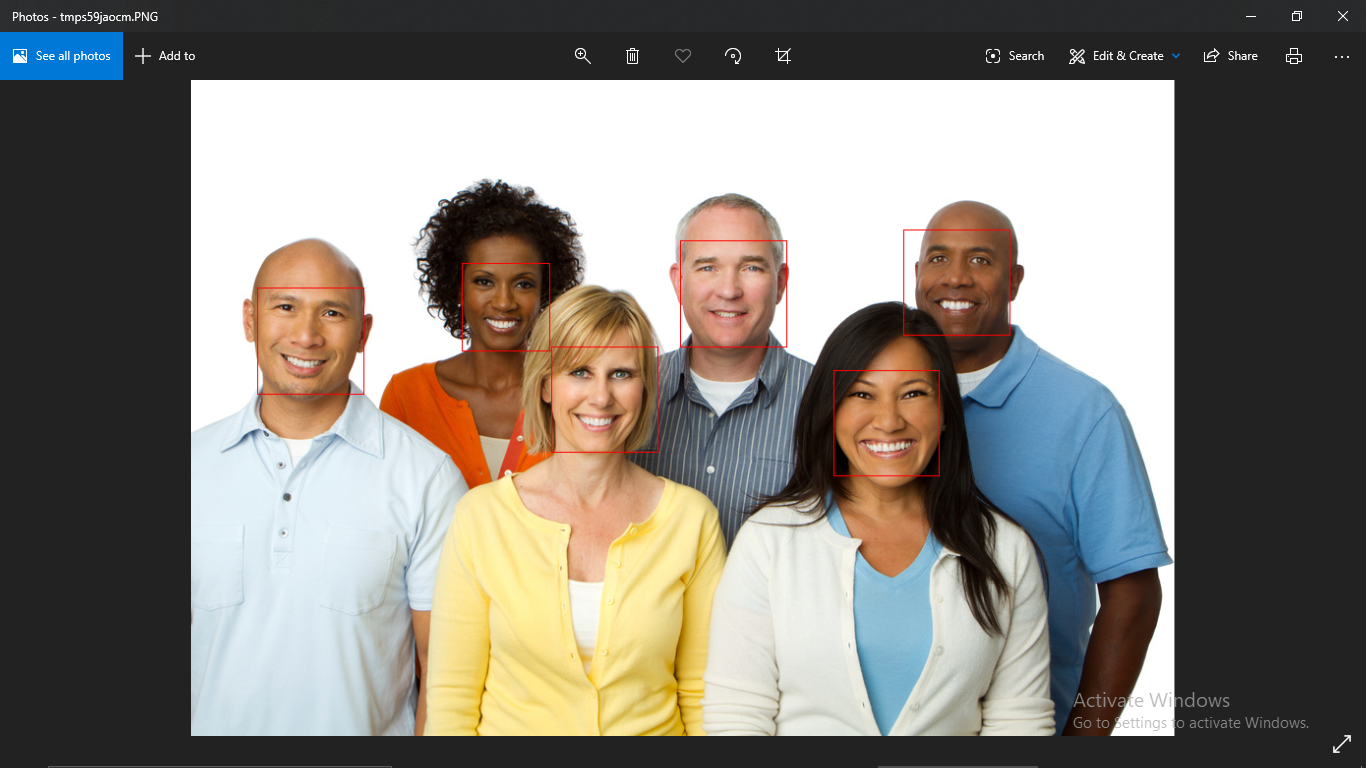 Photos - tmps59jaocm.PNG
See all photos
Add to
Search
Edit & Create
Share
Activate Windows
Go to Settings to activate Windows.